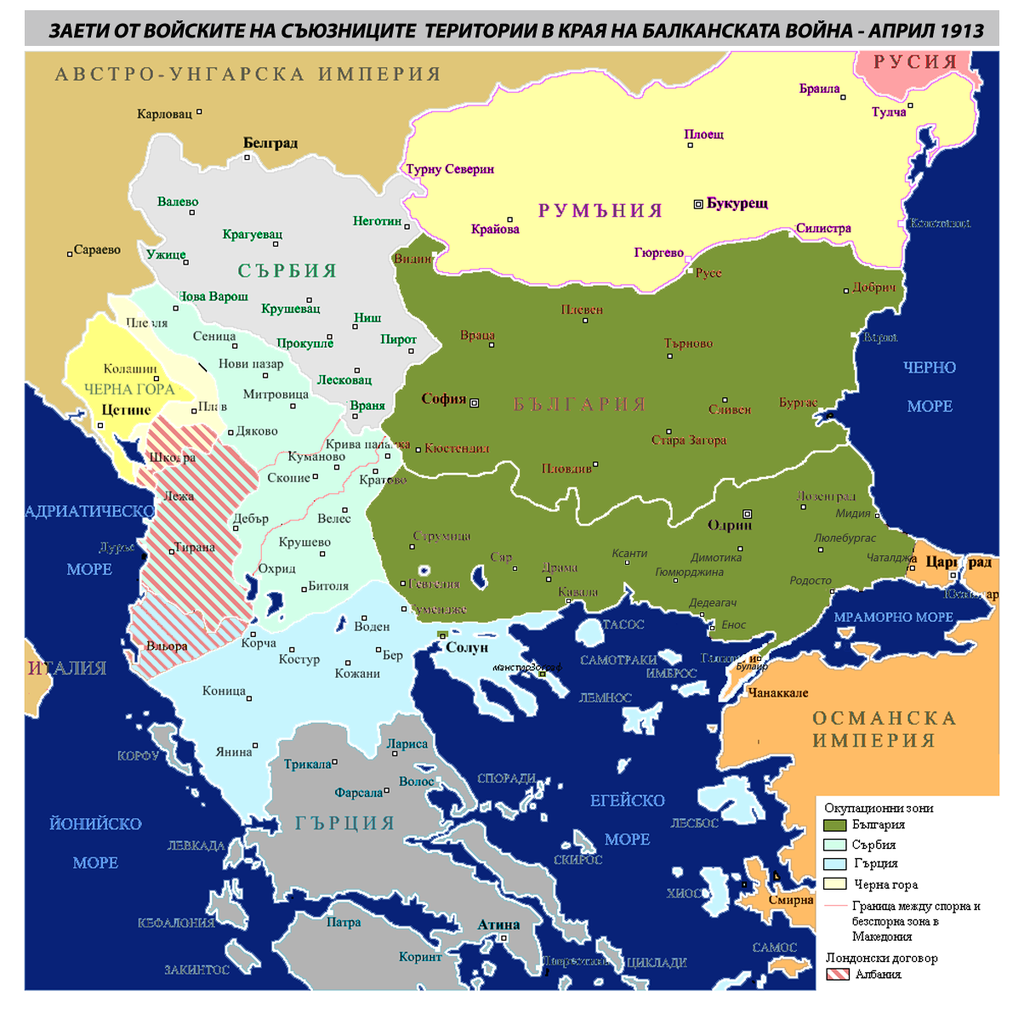 ЗАЕТИ ОТ ВОЙСКИТЕ НА СЪЮЗНИЦИТЕ ТЕРИТОРИИ В КРАЯ НА БАЛКАНСКАТА ВОЙНА - АПРИЛ 1913
АВСТРО-УНГАРСКА ИМПЕРИЯ
РУСИЯ
Браила
Тулча
Карловац
Белград
Плоещ
Турну Северин
Валево
РУМЪНИЯ
Букурещ
Неготин
Крайова
Силистра
Крагуевац
Сараево
Ужице
Гюргево
Видин
СЪРБИЯ
Русе
Добрич
Нова Варош
Крушевац
Плевен
Ниш
Сеница
Враца
Прокупле
Пирот
Търново
Нови пазар
Колашин
ЧЕРНО
МОРЕ
Лесковац
ЧЕРНА ГОРА
Митровица
Цетине
Плав
Враня
София
БЪЛГАРИЯ
Сливен
Бургас
Дяково
Стара Загора
Крива паланка
Кюстендил
Шкодра
Куманово
Скопие
Кратово
Пловдив
Лежа
Лозенград
АДРИАТИЧЕСКО
МОРЕ
Дебър
Велес
Одрин
Мидия
Тирана
Крушево
Струмица
Люлебургас
Сяр
Ксанти
Димотика
Чаталджа
Цариград
Охрид
Драма
Гюмюрджина
Битоля
Гевгелия
Кавала
Родосто
Дедеагач
МРАМОРНО МОРЕ
Воден
ТАСОС
Енос
Корча
Вльора
Солун
Костур
Бер
САМОТРАКИ
Булаир
ИТАЛИЯ
Кожани
ИМБРОС
Коница
ЛЕМНОС
Чанаккале
ОСМАНСКА
ИМПЕРИЯ
Янина
Лариса
КОРФУ
Трикала
Волос
СПОРАДИ
Фарсала
ЕГЕЙСКО
МОРЕ
ЙОНИЙСКО
МОРЕ
ГЪРЦИЯ
ЛЕСБОС
ЛЕВКАДА
СКИРОС
ХИОС
Смирна
КЕФАЛОНИЯ
Патра
Атина
САМОС
Коринт
ЗАКИНТОС
ЦИКЛАДИ
Окупационни зони
България
Сърбия
Гърция
Черна гора
Граница между спорна и
безспорна зона в
Македония
Лондонски договор
Албания